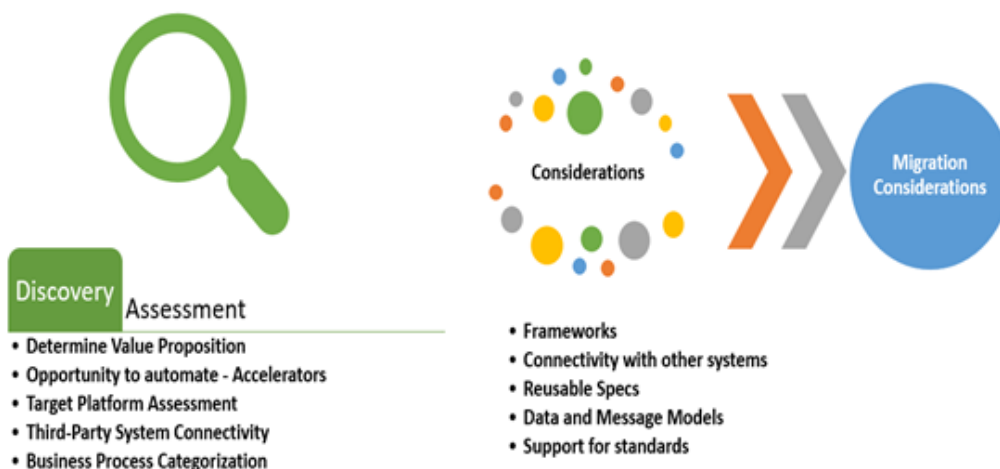 Discovery
Assessment
• Determine Value Proposition
• Opportunity to automate - Accelerators
• Target Platform Assessment
• Third-Party System Connectivity
• Business Process Categorization
Considerations
Migration
Considerations
• Frameworks
• Connectivity with other systems
• Reusable Specs
• Data and Message Models
• Support for standards